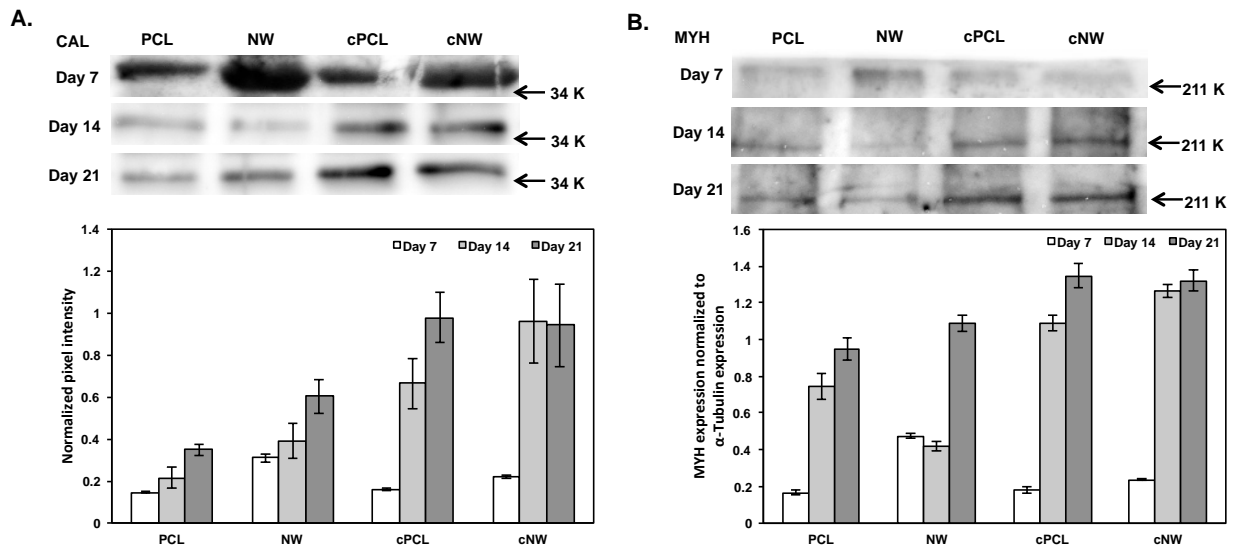 A.
CAL PCL NW cPCL cNW
Day 7
34 K
Day 14
34 K
Day 21
34 K
1.4
1.2
1
0.8
0.6
0.4
0.2
0
Normalized pixel intensity
Day 7 Day 14 Day 21
PCL NW cPCL cNW
B.
MYH PCL NW cPCL cNW
Day 7
211 K
Day 14
211 K
Day 21
211 K
1.6
1.4
1.2
1
0.8
0.6
0.4
0.2
0
MYH expression normalized to
α-Tubulin expression
Day 7 Day 14 Day 21
PCL NW cPCL cNW